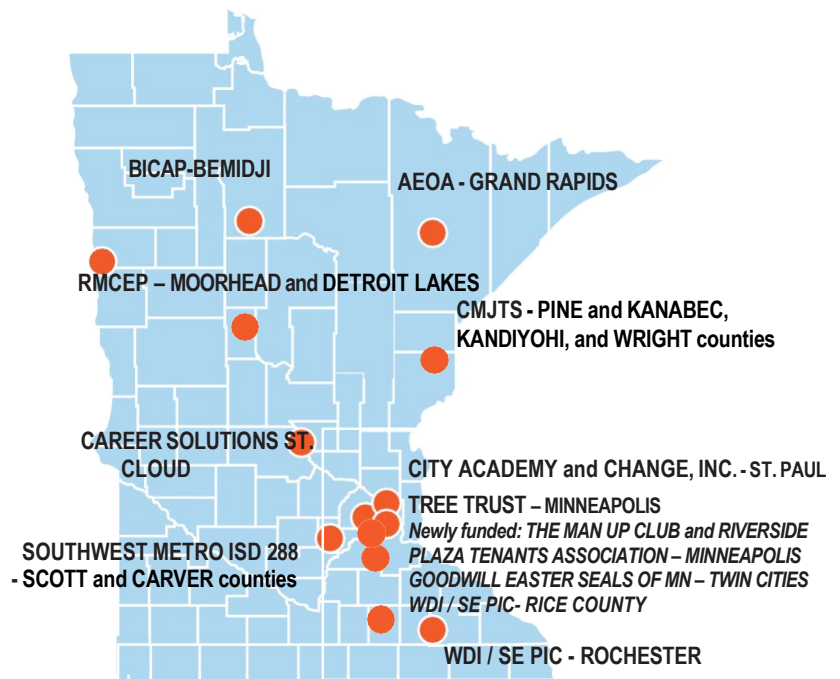 BICAP-BEMIDJI
AEOA - GRAND RAPIDS
RMCEP – MOORHEAD and DETROIT LAKES
CMJTS - PINE and KANABEC,
KANDIYOHI, and WRIGHT counties
CAREER SOLUTIONS ST.
CLOUD
CITY ACADEMY and CHANGE, INC. - ST. PAUL
TREE TRUST – MINNEAPOLIS
Newly funded: THE MAN UP CLUB and RIVERSIDE
PLAZA TENANTS ASSOCIATION – MINNEAPOLIS
GOODWILL EASTER SEALS OF MN – TWIN CITIES
WDI / SE PIC- RICE COUNTY
SOUTHWEST METRO ISD 288
- SCOTT and CARVER counties
WDI / SE PIC - ROCHESTER